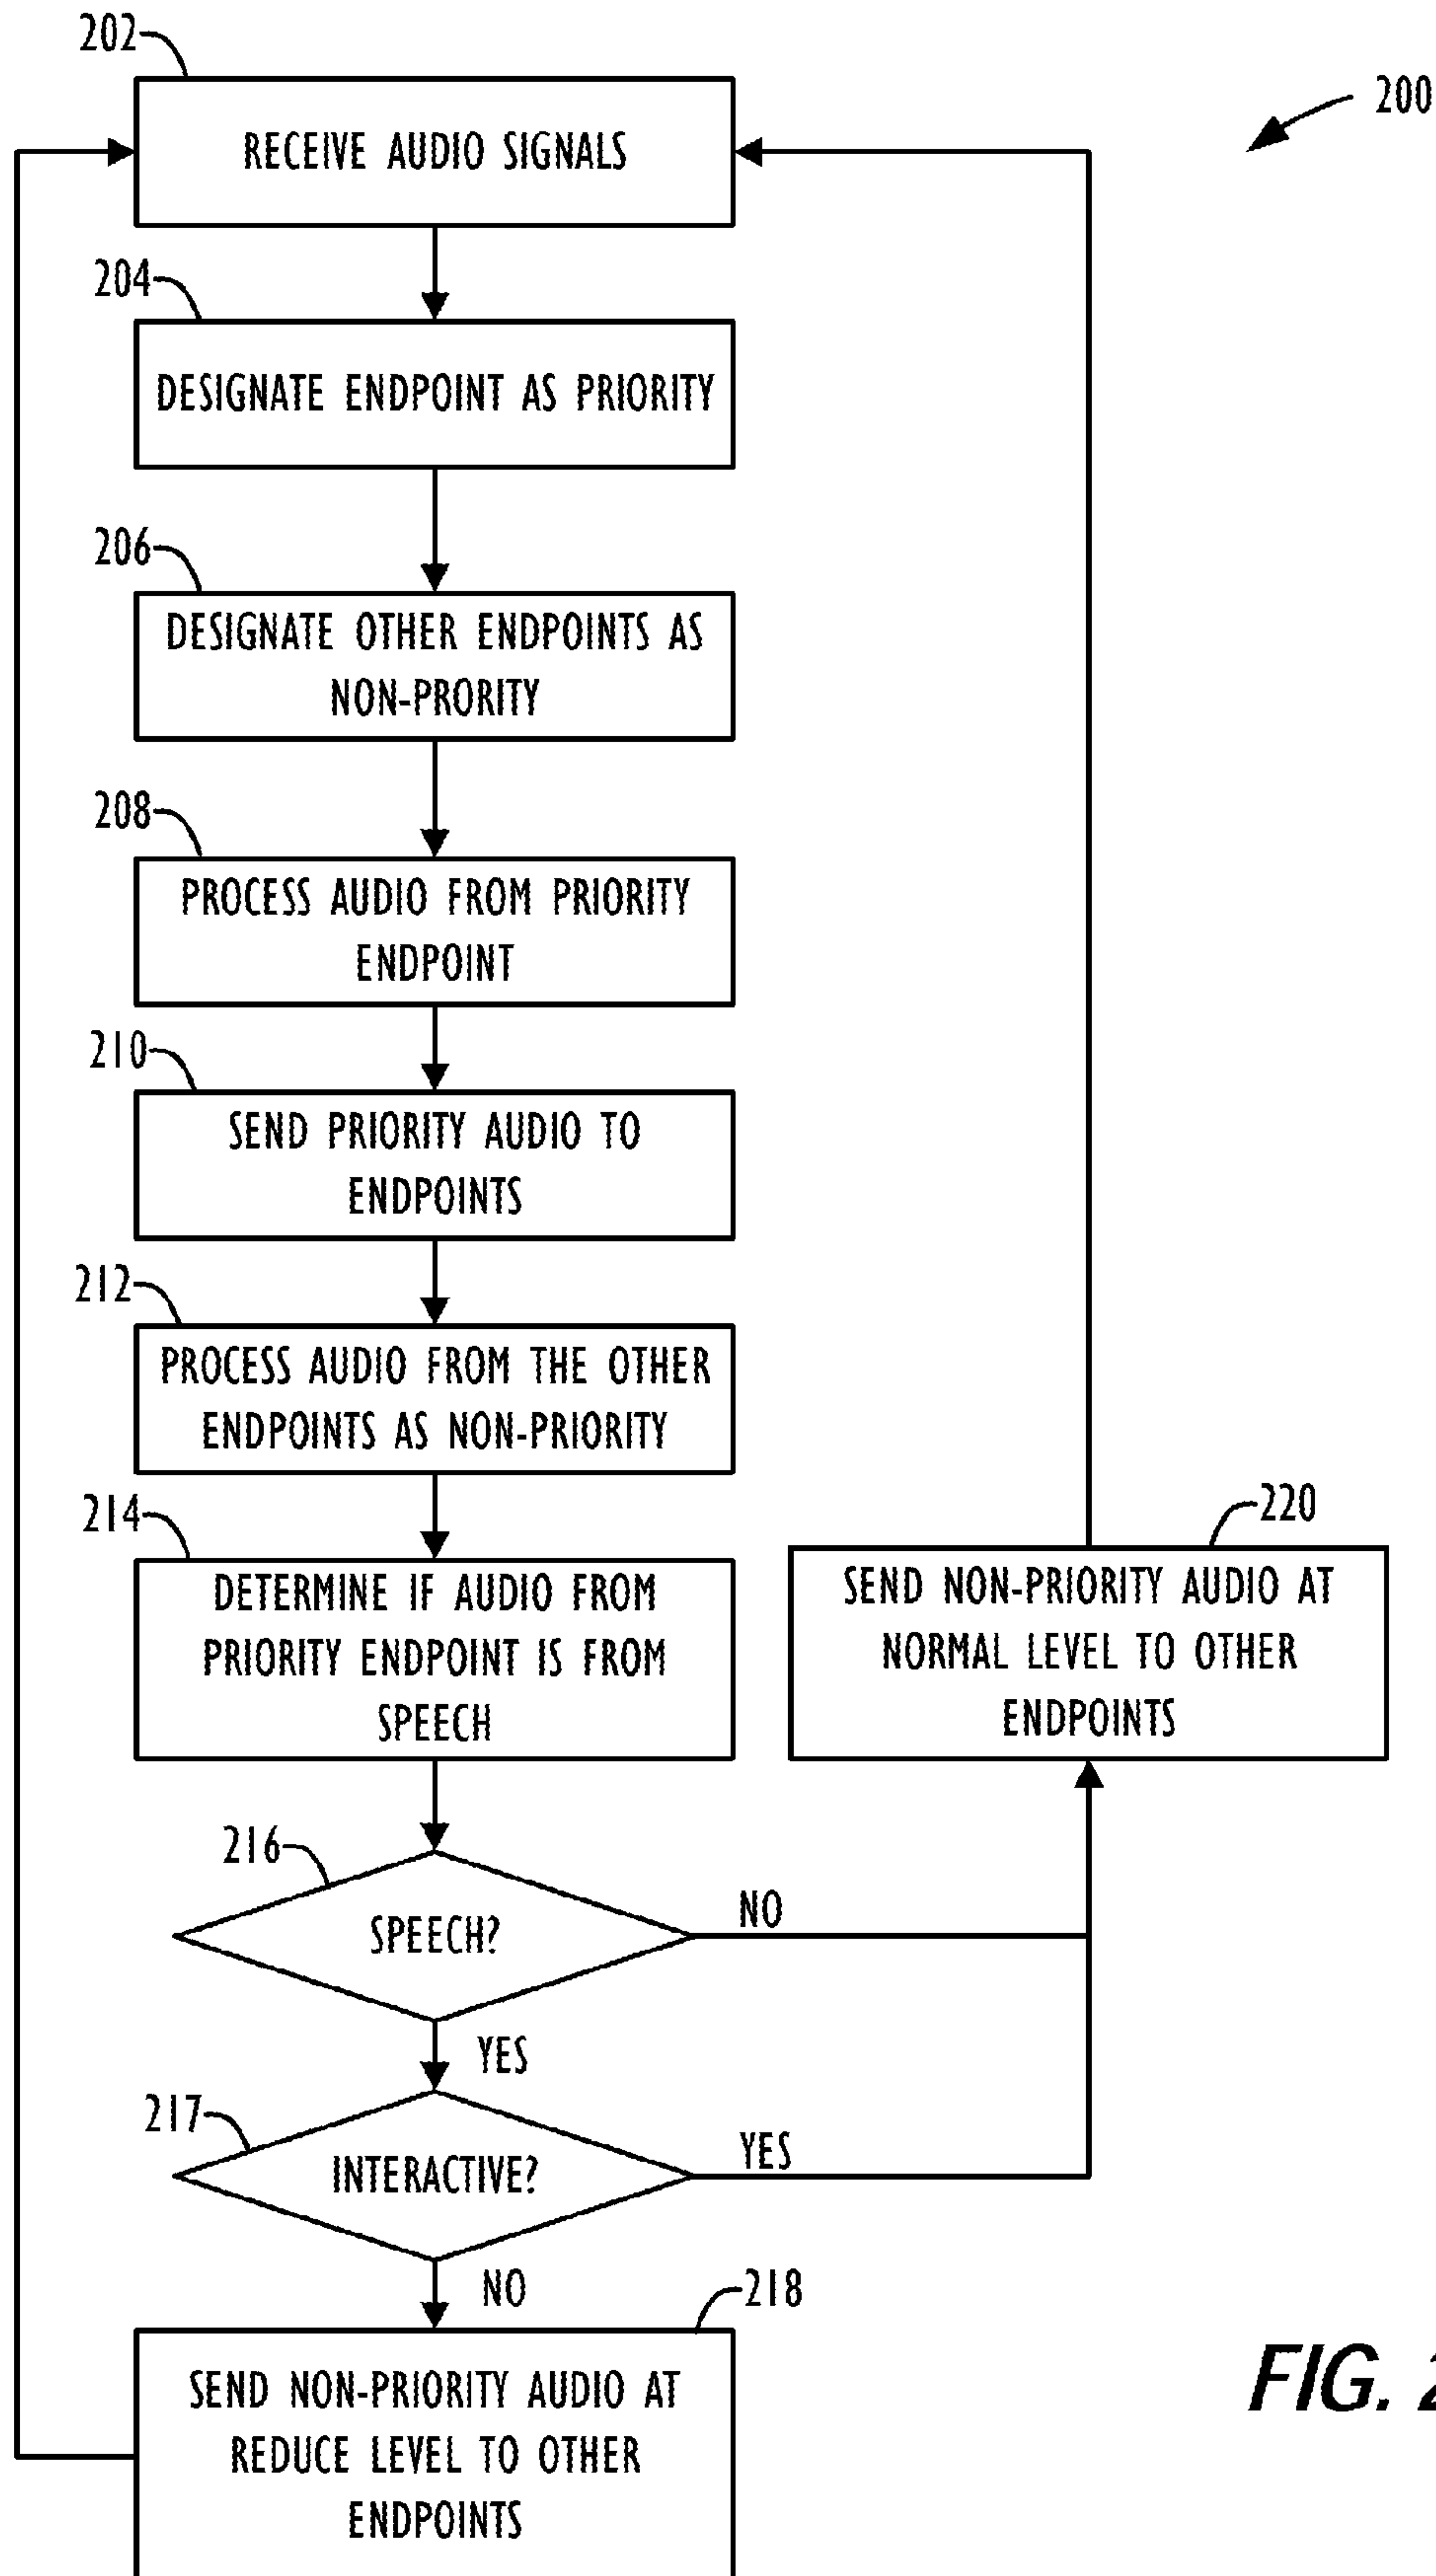 202
200
RECEIVE AUDIO SIGNALS
204
DESIGNATE ENDPOINT AS PRIORITY
206
DESIGNATE OTHER ENDPOINTS AS
NON-PRORITY
208
PROCESS AUDIO FROM PRIORITY
ENDPOINT
210
SEND PRIORITY AUDIO TO
ENDPOINTS
212
PROCESS AUDIO FROM THE OTHER
ENDPOINTS AS NON-PRIORITY
214
DETERMINE IF AUDIO FROM
PRIORITY ENDPOINT IS FROM
SPEECH
220
SEND NON-PRIORITY AUDIO AT
NORMAL LEVEL TO OTHER
ENDPOINTS
216
SPEECH?
NO
YES
217
INTERACTIVE?
YES
NO
218
SEND NON-PRIORITY AUDIO AT
REDUCE LEVEL TO OTHER
ENDPOINTS
FIG. 2